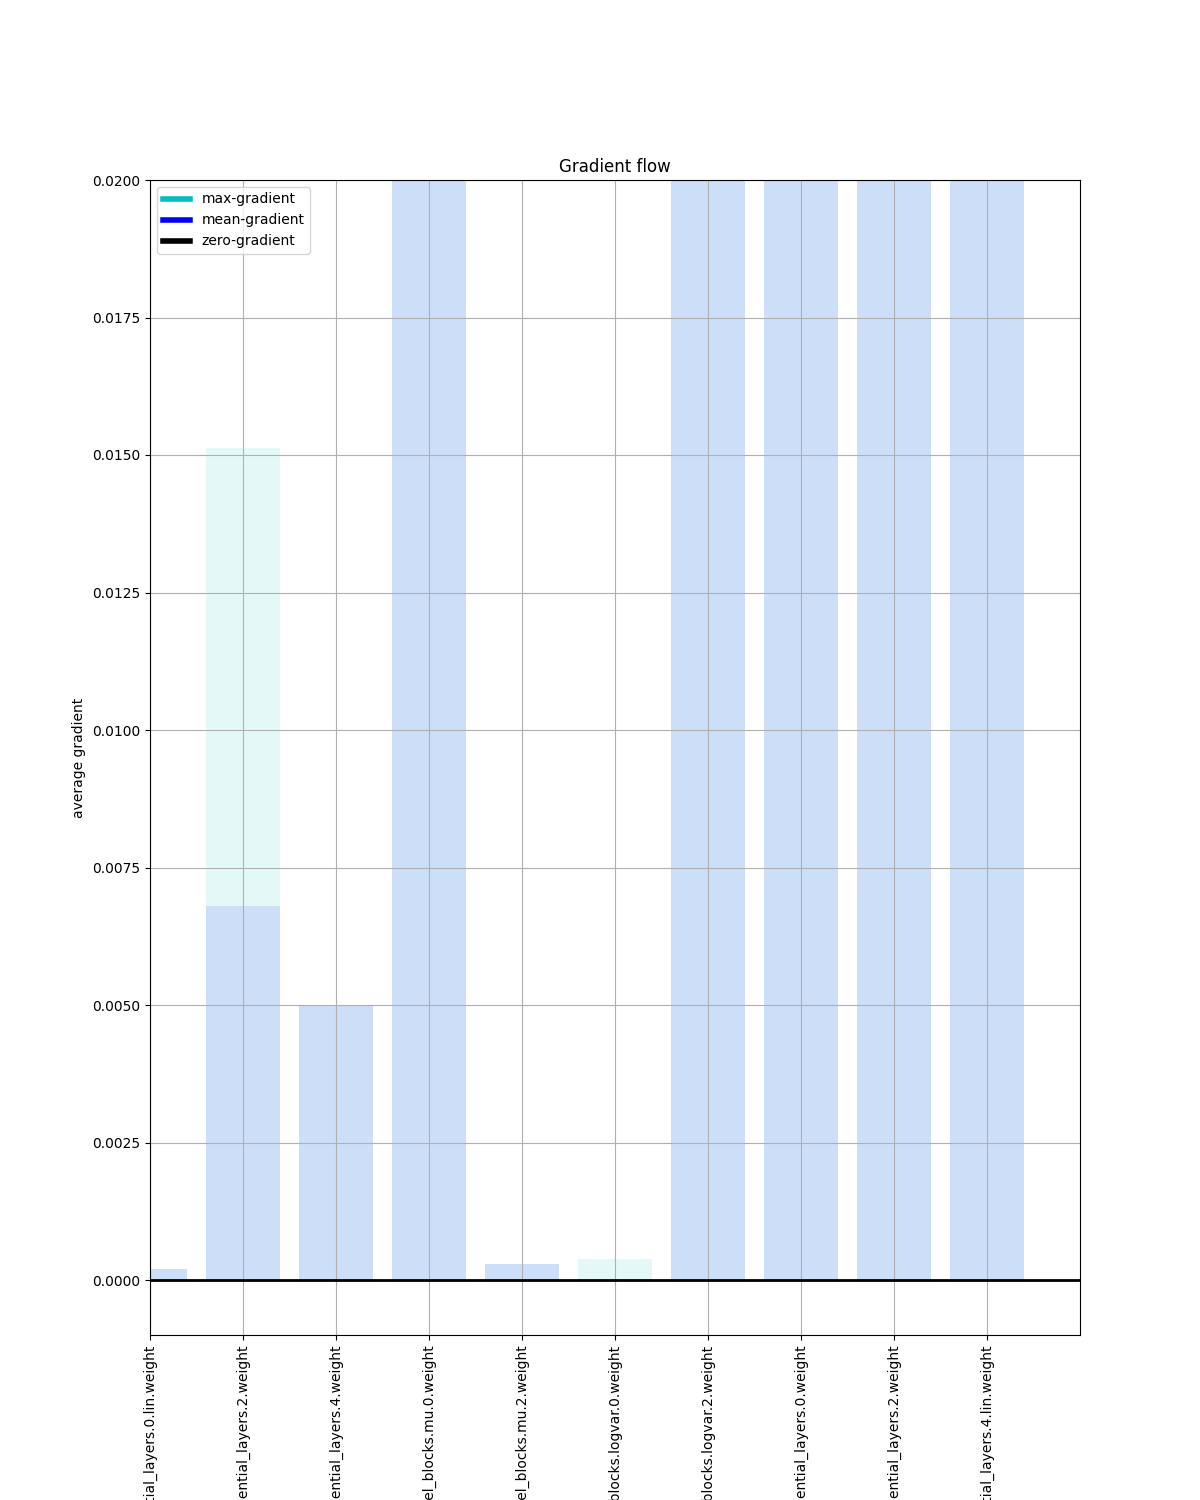 Gradient flow
max-gradient
mean-gradient
zero-gradient
0.0200
0.0175
0.0150
0.0125
0.0100
0.0075
0.0050
0.0025
0.0000
average gradient
tial_layers.0.lin.weight
ential_layers.2.weight
ential_layers.4.weight
el_blocks.mu.0.weight
el_blocks.mu.2.weight
blocks.logvar.0.weight
blocks.logvar.2.weight
ential_layers.0.weight
ential_layers.2.weight
tial_layers.4.lin.weight